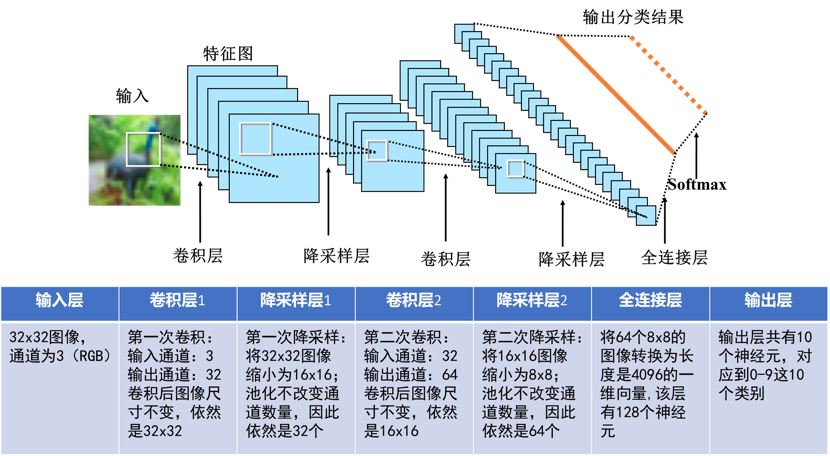 输出分类结果
特征图
输入
Softmax
卷积层
降采样层
卷积层
降采样层
全连接层
输入层
卷积层1
降采样层1
卷积层2
降采样层2
全连接层
输出层
32x32图像，
通道为3（RGB）
第一次卷积：
输入通道：3
输出通道：32
卷积后图像尺
寸不变，依然
是32x32
第一次降采样：
将32x32图像
缩小为16x16；
池化不改变通
道数量，因此
依然是32个
第二次卷积：
输入通道：32
输出通道：64
卷积后图像尺
寸不变，依然
是16x16
第二次降采样：
将16x16图像
缩小为8x8；
池化不改变通
道数量，因此
依然是64个
将64个8x8的
图像转换为长
度是4096的一
维向量,该层
有128个神经
元
输出层共有10
个神经元，对
应到0-9这10
个类别